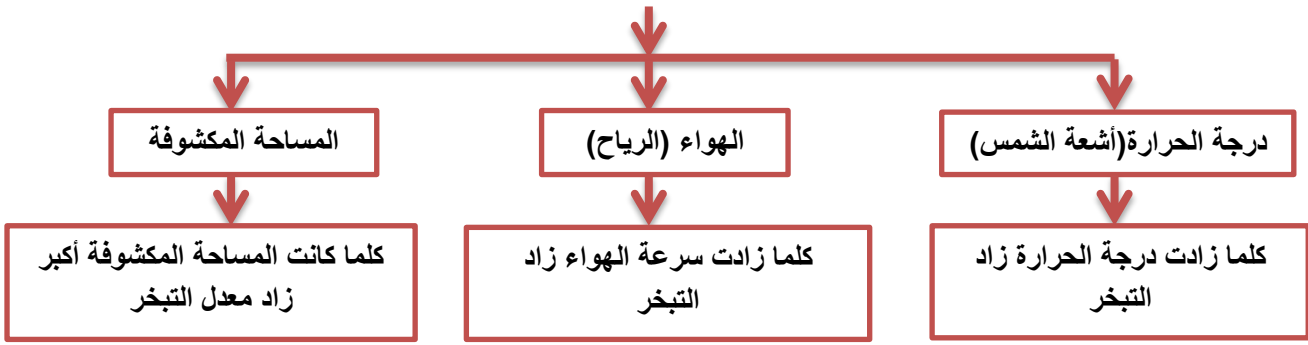 درجة الحرارة(أشعة الشمس)
الهواء (الرياح)
المساحة المكشوفة
كلما زادت درجة الحرارة زاد
التبخر
كلما زادت سرعة الهواء زاد
التبخر
كلما كانت المساحة المكشوفة أكبر
زاد معدل التبخر